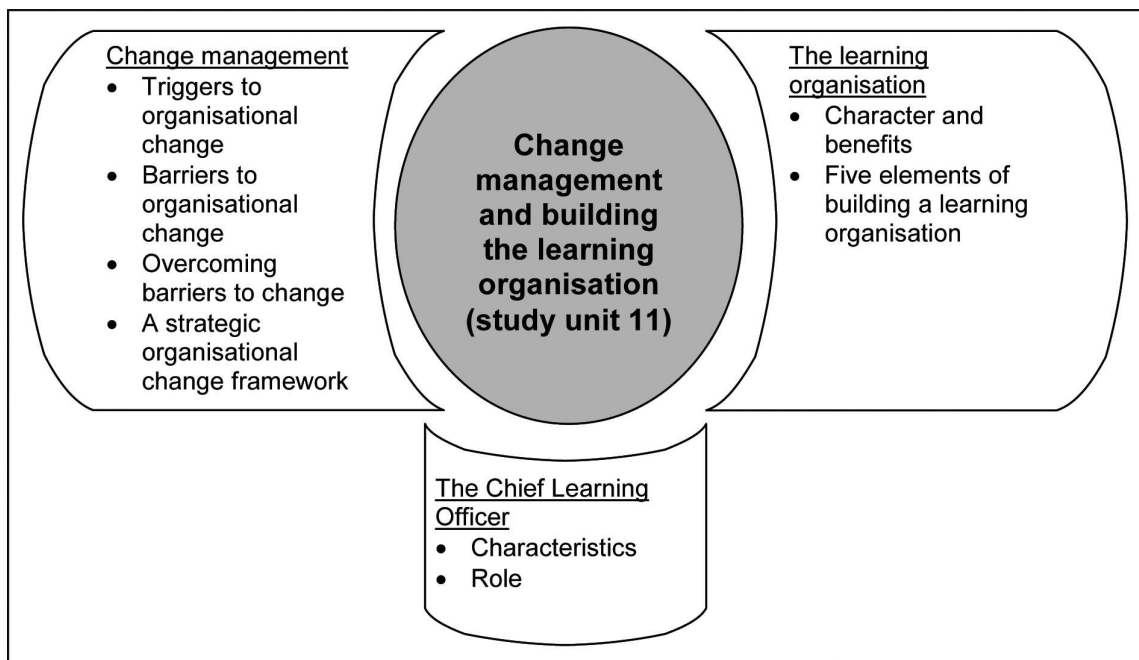 Change management
• Triggers to
organisational
change
• Barriers to
organisational
change
• Overcoming
barriers to change
• A strategic
organisational
change framework
Change
management
and building
the learning
organisation
(study unit 11)
The learning
organisation
• Character and
benefits
• Five elements of
building a learning
organisation
The Chief Learning
Officer
• Characteristics
• Role